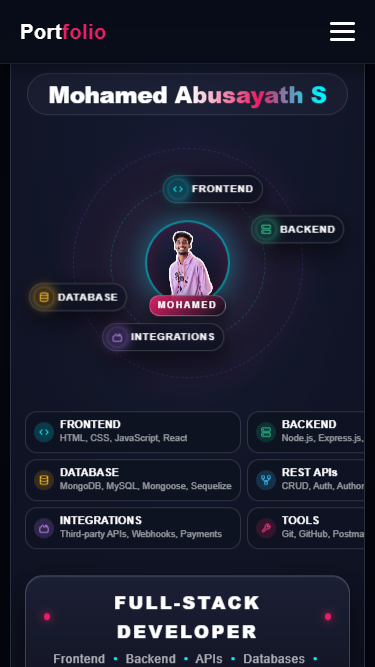 Portfolio
Mohamed Abusayath S
FRONTEND
BACKEND
DATABASE
MOHAMED
INTEGRATIONS
FRONTEND
HTML, CSS, JavaScript, React
BACKEND
Node.js, Express.js,
DATABASE
MongoDB, MySQL, Mongoose, Sequelize
REST APIs
CRUD, Auth, Author
INTEGRATIONS
Third-party APIs, Webhooks, Payments
TOOLS
Git, GitHub, Postma
FULL-STACK
DEVELOPER
Frontend • Backend • APIs • Databases •